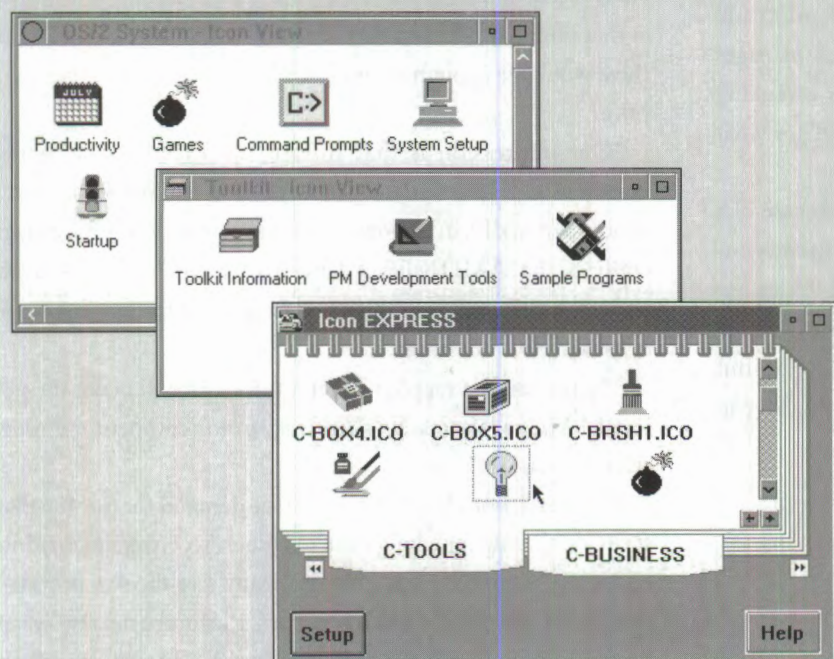 OS/2 System - Icon View
JULY
C:>
Productivity Games Command Prompts System Setup
Startup
Toolkit - Icon View
Toolkit Information PM Development Tools Sample Programs
Icon EXPRESS
C-BOX4.ICO C-BOX5.ICO C-BRSH1.ICO
C-TOOLS C-BUSINESS
Setup Help